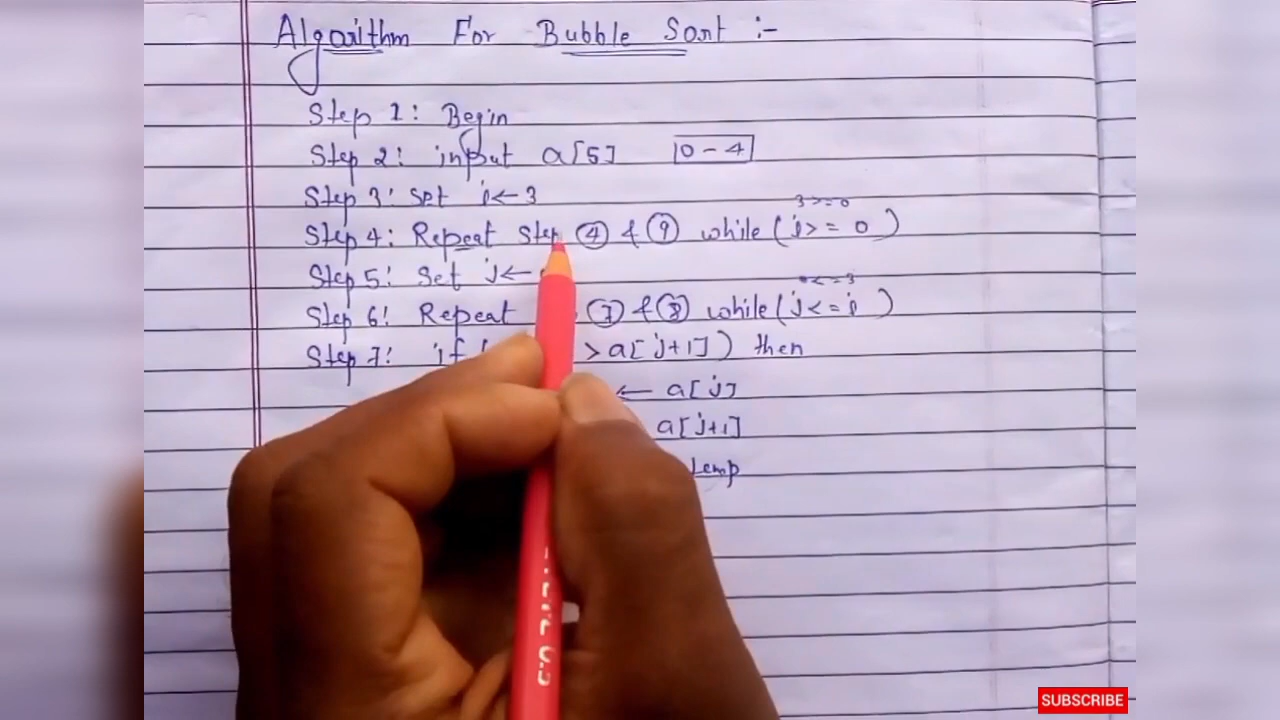 Algorithm For Bubble Sort :-
Step 1: Begin
Step 2: input a[5] 0-4
Step 3: Set i←3
3>=0
Step 4: Repeat Step 4 & 9 while(i>=0)
Step 5: Set j←
0<=3
Step 6: Repeat 7 & 8 while(j<=i)
Step 7: if >a[j+1]) then
← a[j]
a[j+1]
temp
SUBSCRIBE